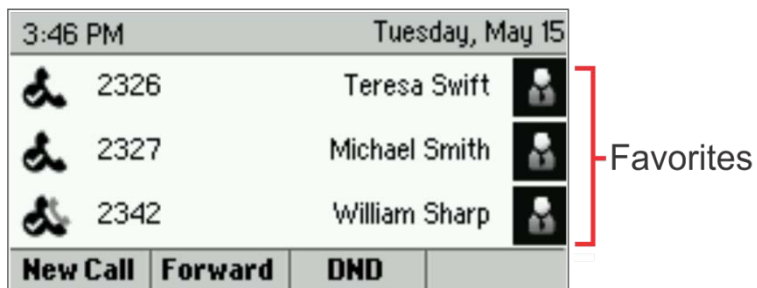 3:46 PM Tuesday, May 15
2326 Teresa Swift
2327 Michael Smith
2342 William Sharp
Favorites
New Call Forward DND